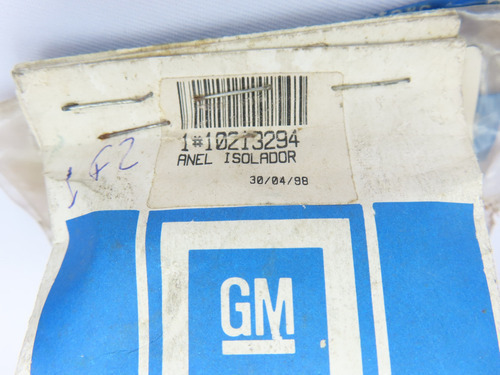 1#10213294
ANEL ISOLADOR
30/04/98
GM